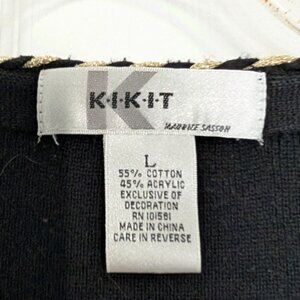 K·I·K·I·T
MAURICE SASSON
L
55% COTTON
45% ACRYLIC
EXCLUSIVE OF
DECORATION
RN 101581
MADE IN CHINA
CARE IN REVERSE